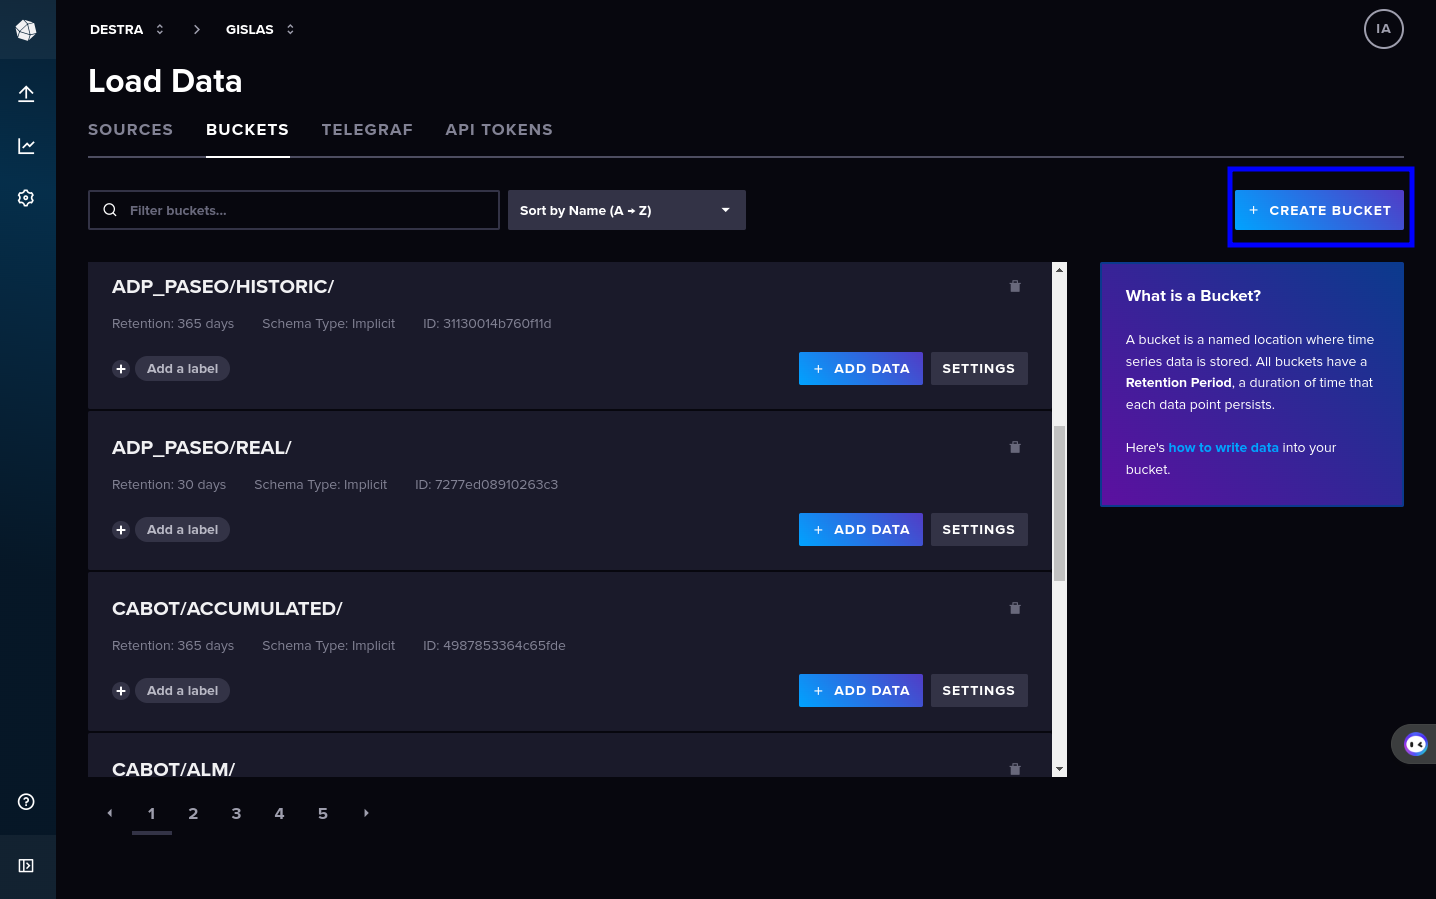 DESTRA
GISLAS
IA
Load Data
SOURCES
BUCKETS
TELEGRAF
API TOKENS
Filter buckets...
Sort by Name (A → Z)
+ CREATE BUCKET
ADP_PASEO/HISTORIC/
Retention: 365 days Schema Type: Implicit ID: 31130014b760f11d
+ Add a label
+ ADD DATA
SETTINGS
ADP_PASEO/REAL/
Retention: 30 days Schema Type: Implicit ID: 7277ed08910263c3
+ Add a label
+ ADD DATA
SETTINGS
CABOT/ACCUMULATED/
Retention: 365 days Schema Type: Implicit ID: 4987853364c65fde
+ Add a label
+ ADD DATA
SETTINGS
CABOT/ALM/
1 2 3 4 5
What is a Bucket?
A bucket is a named location where time
series data is stored. All buckets have a
Retention Period, a duration of time that
each data point persists.
Here's how to write data into your
bucket.